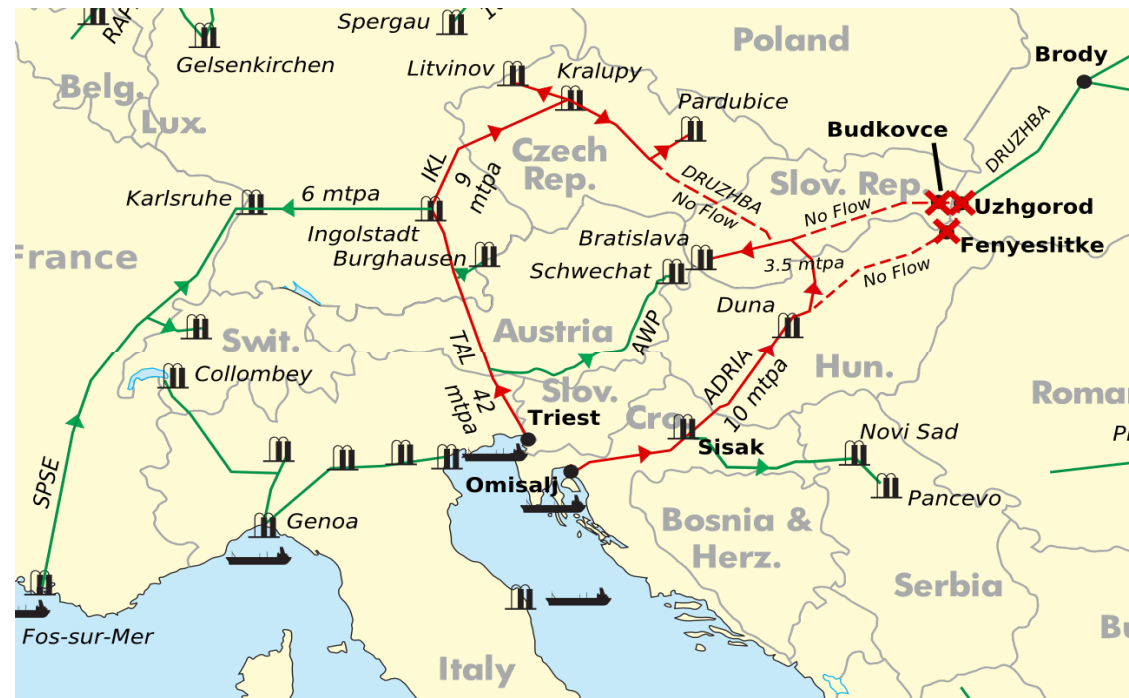 Spergau
10
RAP
Gelsenkirchen
Poland
Brody
Litvinov
Kralupy
Belg.
Pardubice
Lux.
Budkovce
DRUZHBA
Czech
Rep.
IKL
9
mtpa
Karlsruhe
6 mtpa
DRUZHBA
No Flow
Slov. Rep.
No Flow
Uzhgorod
Ingolstadt
Bratislava
Fenyeslitke
France
Burghausen
Schwechat
3.5 mtpa
No Flow
Duna
Austria
AWP
Swit.
TAL
42
mtpa
ADRIA
10 mtpa
Hun.
Collombey
Slov.
Roman
Triest
Cro.
Sisak
Novi Sad
SPSE
Omisalj
Pancevo
Genoa
Bosnia &
Herz.
Serbia
Fos-sur-Mer
Italy